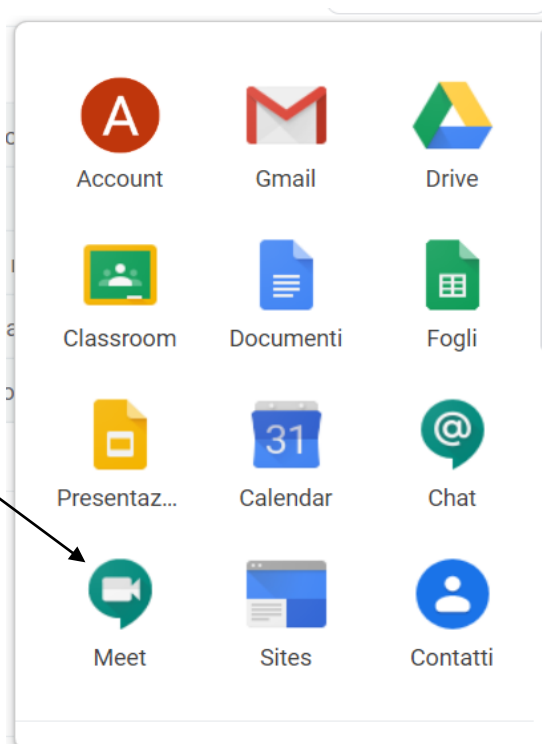 A
Account Gmail Drive
Classroom Documenti Fogli
31 @
Presentaz... Calendar Chat
Meet Sites Contatti